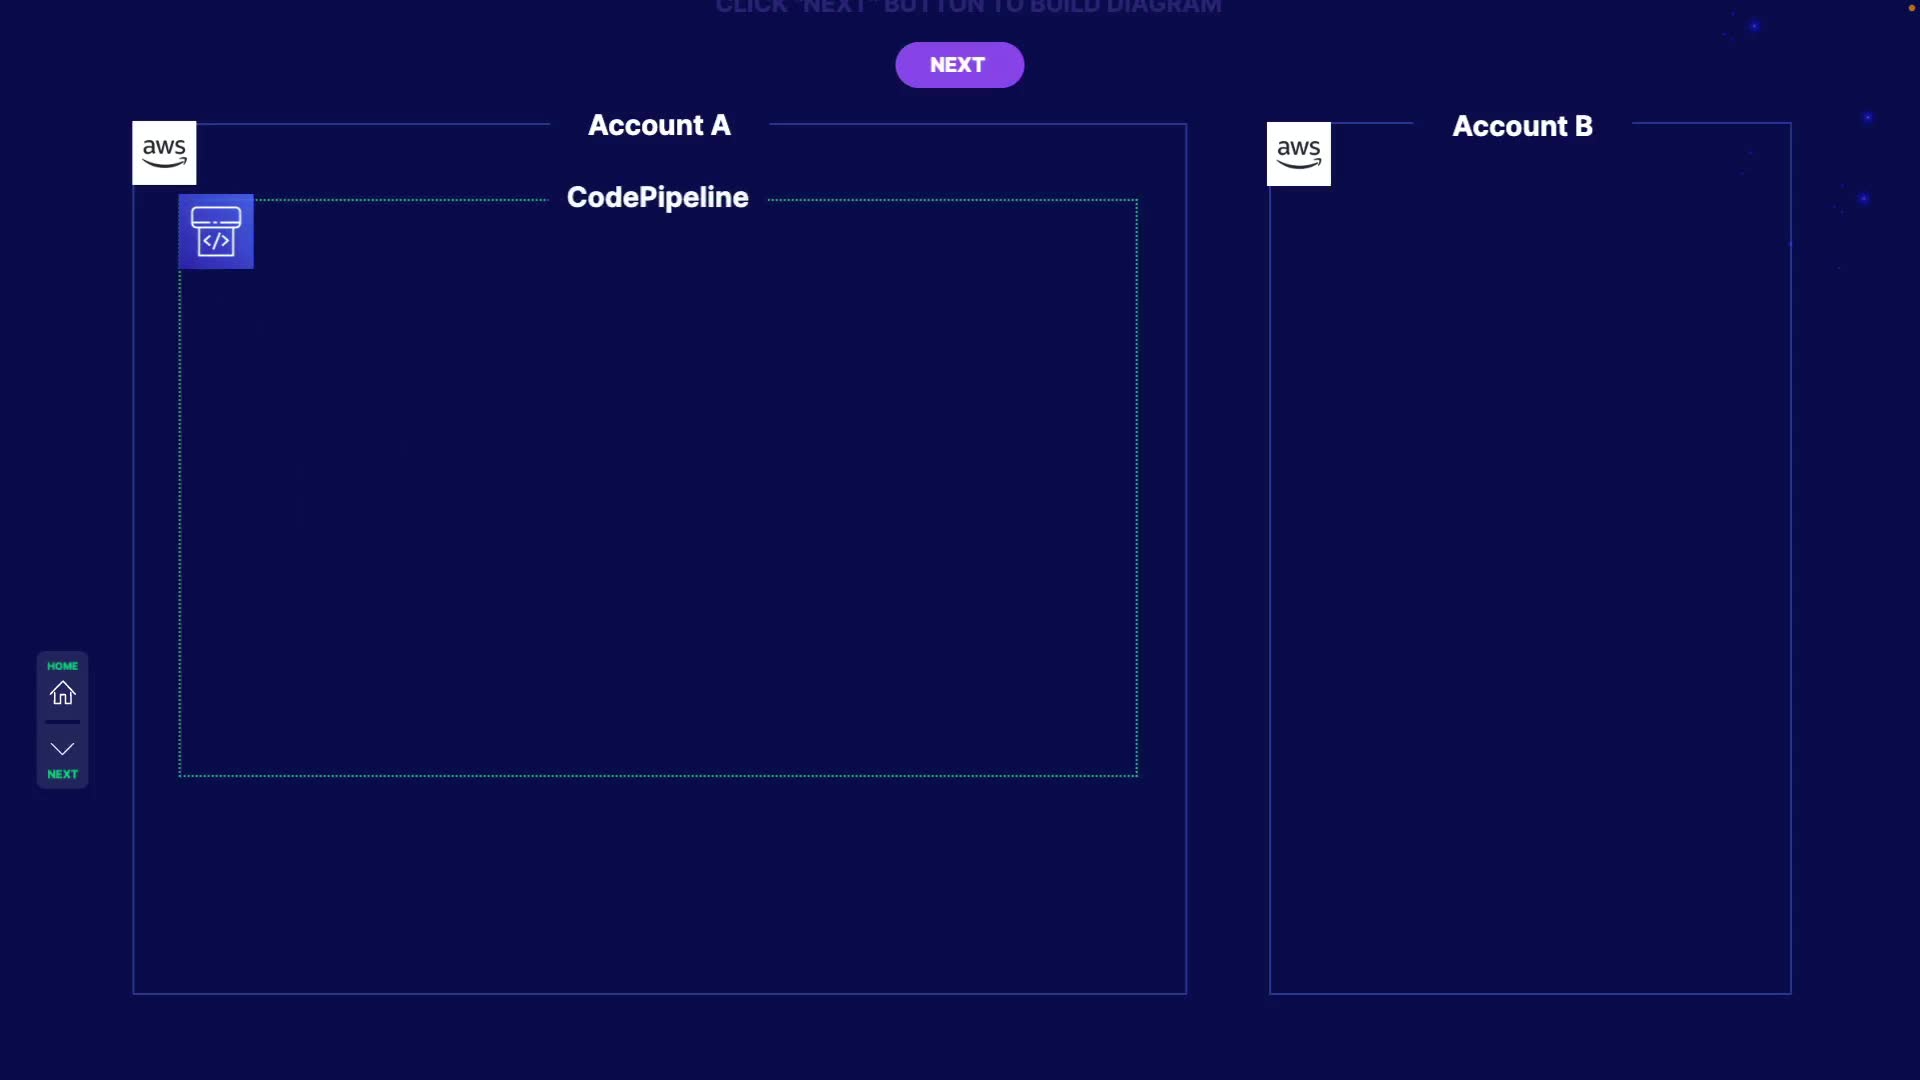 CLICK "NEXT" BUTTON TO BUILD DIAGRAM
NEXT
aws
Account A
aws
Account B
CodePipeline
</>
HOME
NEXT